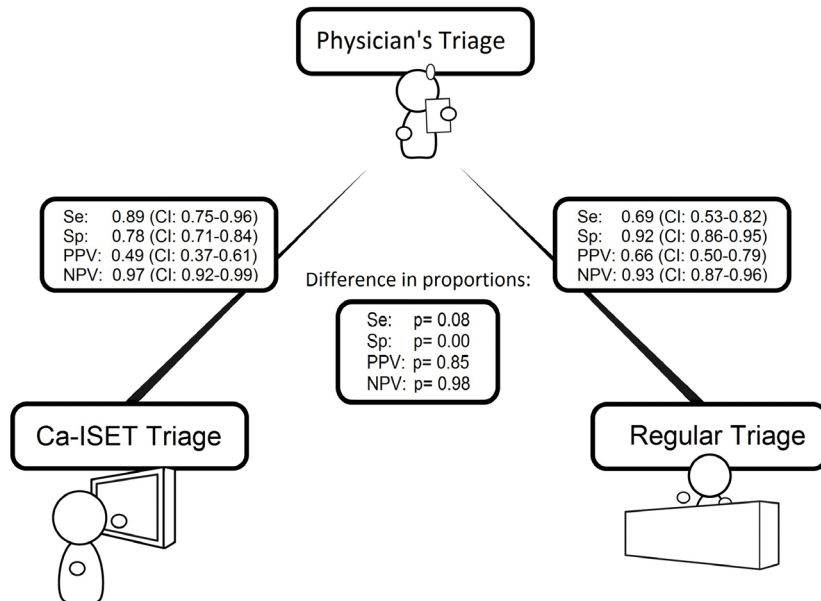 Physician's Triage
Se: 0.89 (CI: 0.75-0.96)
Sp: 0.78 (CI: 0.71-0.84)
PPV: 0.49 (CI: 0.37-0.61)
NPV: 0.97 (CI: 0.92-0.99)
Se: 0.69 (CI: 0.53-0.82)
Sp: 0.92 (CI: 0.86-0.95)
PPV: 0.66 (CI: 0.50-0.79)
NPV: 0.93 (CI: 0.87-0.96)
Difference in proportions:
Se: p= 0.08
Sp: p= 0.00
PPV: p= 0.85
NPV: p= 0.98
Ca-ISET Triage
Regular Triage